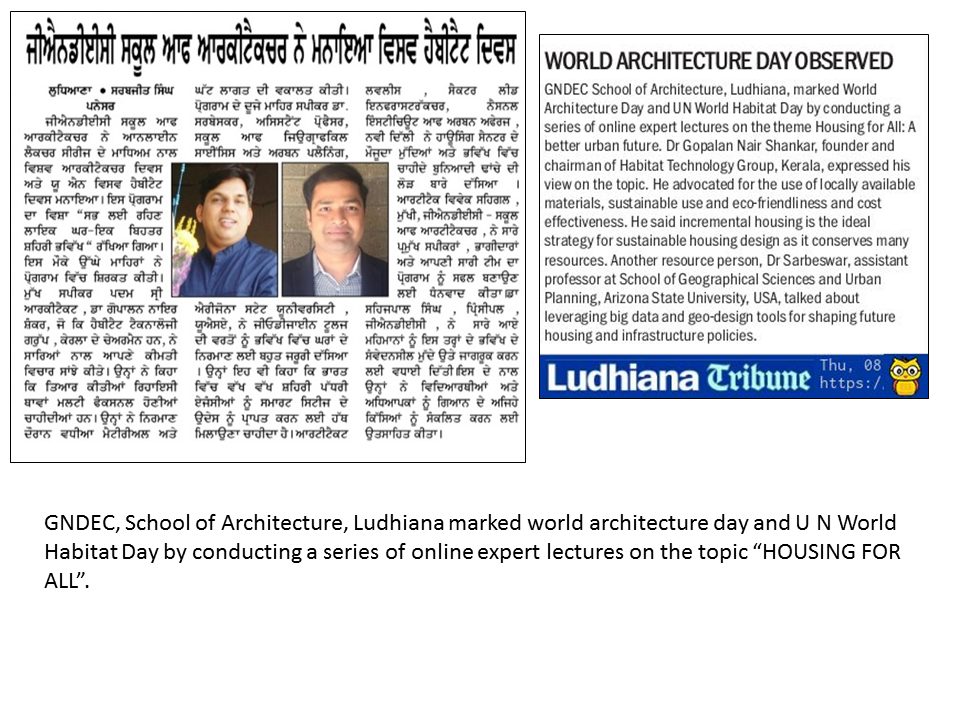 ਜੀਐਨਡੀਈਸੀ ਸਕੂਲ ਆਫ ਆਰਕੀਟੈਕਚਰ ਨੇ ਮਨਾਇਆ ਵਿਸਵ ਹੈਬੀਟੈਟ ਦਿਵਸ
ਲੁਧਿਆਣਾ • ਸਰਬਜੀਤ ਸਿੰਘ
ਪਨੇਸਰ
ਜੀਐਨਡੀਈਸੀ ਸਕੂਲ ਆਫ
ਆਰਕੀਟੈਕਚਰ ਨੇ ਆਨਲਾਈਨ
ਲੈਕਚਰ ਸੀਰੀਜ ਦੇ ਮਾਧਿਅਮ ਨਾਲ
ਵਿਸ਼ਵ ਆਰਕੀਟੈਕਚਰ ਦਿਵਸ
ਅਤੇ ਯੂ ਐਨ ਵਿਸਵ ਹੈਬੀਟੈਟ
ਦਿਵਸ ਮਨਾਇਆ। ਇਸ ਪ੍ਰੋਗਰਾਮ
ਦਾ ਵਿਸ਼ਾ "ਸਭ ਲਈ ਰਹਿਣ
ਲਾਇਕ ਘਰ-ਇਕ ਬਿਹਤਰ
ਸ਼ਹਿਰੀ ਭਵਿੱਖ" ਰੱਖਿਆ ਗਿਆ।
ਇਸ ਮੌਕੇ ਉੱਘੇ ਮਾਹਿਰਾਂ ਨੇ
ਪ੍ਰੋਗਰਾਮ ਵਿੱਚ ਸ਼ਿਰਕਤ ਕੀਤੀ।
ਮੁੱਖ ਸਪੀਕਰ ਪਦਮ ਸ੍ਰੀ
ਆਰਕੀਟੈਕਟ , ਡਾ ਗੋਪਾਲਨ ਨਾਇਰ
ਸ਼ੰਕਰ, ਜੋ ਕਿ ਹੈਬੀਟੈਟ ਟੈਕਨਾਲੋਜੀ
ਗਰੁੱਪ , ਕੇਰਲਾ ਦੇ ਚੇਅਰਮੈਨ ਹਨ, ਨੇ
ਸਾਰਿਆਂ ਨਾਲ ਆਪਣੇ ਕੀਮਤੀ
ਵਿਚਾਰ ਸਾਂਝੇ ਕੀਤੇ। ਉਨ੍ਹਾਂ ਨੇ ਕਿਹਾ
ਕਿ ਤਿਆਰ ਕੀਤੀਆਂ ਰਿਹਾਇਸੀ
ਥਾਵਾਂ ਮਲਟੀ ਫੈਕਸਨਲ ਹੋਣੀਆਂ
ਚਾਹੀਦੀਆਂ ਹਨ। ਉਨ੍ਹਾਂ ਨੇ ਨਿਰਮਾਣ
ਦੌਰਾਨ ਵਧੀਆ ਮੈਟੀਰੀਅਲ ਅਤੇ
ਘੱਟ ਲਾਗਤ ਦੀ ਵਕਾਲਤ ਕੀਤੀ।
ਪ੍ਰੋਗਰਾਮ ਦੇ ਦੂਜੇ ਮਾਹਿਰ ਸਪੀਕਰ ਡਾ.
ਸਰਬੇਸਕਰ, ਅਸਿਸਟੈਂਟ ਪ੍ਰੋਫੈਸਰ,
ਸਕੂਲ ਆਫ ਜਿਉਗ੍ਰਾਫਿਕਲ
ਸਾਈਂਸਿਸ ਅਤੇ ਅਰਬਨ ਪਲੈਨਿੰਗ,
ਐਰੀਜੋਨਾ ਸਟੇਟ ਯੂਨੀਵਰਸਿਟੀ ,
ਯੂਐਸਏ, ਨੇ ਜੀਓਡਿਜਾਈਨ ਟੂਲਜ
ਦੀ ਵਰਤੋਂ ਨੂੰ ਭਵਿੱਖ ਵਿੱਚ ਘਰਾਂ ਦੇ
ਨਿਰਮਾਣ ਲਈ ਬਹੁਤ ਜਰੂਰੀ ਦੱਸਿਆ
। ਉਨ੍ਹਾਂ ਇਹ ਵੀ ਕਿਹਾ ਕਿ ਭਾਰਤ
ਵਿੱਚ ਵੱਖ ਵੱਖ ਸ਼ਹਿਰੀ ਪੱਧਰੀ
ਏਜੰਸੀਆਂ ਨੂੰ ਸਮਾਰਟ ਸਿਟੀਜ ਦੇ
ਉਦੇਸ ਨੂੰ ਪ੍ਰਾਪਤ ਕਰਨ ਲਈ ਹੱਥ
ਮਿਲਾਉਣਾ ਚਾਹੀਦਾ ਹੈ। ਆਰਟੀਟੈਕਟ
ਲਵਲੀਸ , ਸੈਕਟਰ ਲੀਡ
ਇਨਫਰਾਸਟਰੱਕਚਰ, ਨੈਸਨਲ
ਇੰਸਟੀਚਿਊਟ ਆਫ ਅਰਬਨ ਅਫੇਰਜ ,
ਨਵੀ ਦਿੱਲੀ ਨੇ ਹਾਊਸਿੰਗ ਸੈਨਟਰ ਦੇ
ਮੌਜੂਦਾ ਮੁੱਦਿਆਂ ਅਤੇ ਭਵਿੱਖ ਵਿੱਚ
ਚਾਹੀਦੇ ਬੁਨਿਆਦੀ ਢਾਂਚੇ ਦੀ
ਲੋੜ ਬਾਰੇ ਦੱਸਿਆ ।
ਆਰਟੀਟੈਕ ਵਿਵੇਕ ਸਹਿਗਲ ,
ਮੁੱਖੀ, ਜੀਐਨਡੀਈਸੀ - ਸਕੂਲ
ਆਫ ਆਰਟੀਟੈਕਚਰ , ਨੇ ਸਾਰੇ
ਪ੍ਰਮੁੱਖ ਸਪੀਕਰਾਂ , ਭਾਗੀਦਾਰਾਂ
ਅਤੇ ਆਪਣੀ ਸਾਰੀ ਟੀਮ ਦਾ
ਪ੍ਰੋਗਰਾਮ ਨੂੰ ਸਫਲ ਬਣਾਉਣ
ਲਈ ਧੰਨਵਾਦ ਕੀਤਾ।ਡਾ
ਸਹਿਜਪਾਲ ਸਿੰਘ , ਪ੍ਰਿੰਸੀਪਲ ,
ਜੀਐਨਡੀਈਸੀ , ਨੇ ਸਾਰੇ ਆਏ
ਮਹਿਮਾਨਾਂ ਨੂੰ ਇਸ ਤਰ੍ਹਾਂ ਦੇ ਭਵਿੱਖ ਦੇ
ਸੰਵੇਦਨਸੀਲ ਮੁੱਦੇ ਉਤੇ ਜਾਗਰੂਕ ਕਰਨ
ਲਈ ਵਧਾਈ ਦਿੱਤੀ।ਇਸ ਦੇ ਨਾਲ
ਉਨ੍ਹਾਂ ਨੇ ਵਿਦਿਆਰਥੀਆਂ ਅਤੇ
ਅਧਿਆਪਕਾਂ ਨੂੰ ਗਿਆਨ ਦੇ ਅਜਿਹੇ
ਕਿੱਸਿਆਂ ਨੂੰ ਸੰਕਲਿਤ ਕਰਨ ਲਈ
ਉਤਸਾਹਿਤ ਕੀਤਾ।
WORLD ARCHITECTURE DAY OBSERVED
GNDEC School of Architecture, Ludhiana, marked World
Architecture Day and UN World Habitat Day by conducting a
series of online expert lectures on the theme Housing for All: A
better urban future. Dr Gopalan Nair Shankar, founder and
chairman of Habitat Technology Group, Kerala, expressed his
view on the topic. He advocated for the use of locally available
materials, sustainable use and eco-friendliness and cost
effectiveness. He said incremental housing is the ideal
strategy for sustainable housing design as it conserves many
resources. Another resource person, Dr Sarbeswar, assistant
professor at School of Geographical Sciences and Urban
Planning, Arizona State University, USA, talked about
leveraging big data and geo-design tools for shaping future
housing and infrastructure policies.
Ludhiana Tribune
Thu, 08
https:/
GNDEC, School of Architecture, Ludhiana marked world architecture day and U N World
Habitat Day by conducting a series of online expert lectures on the topic “HOUSING FOR
ALL”.